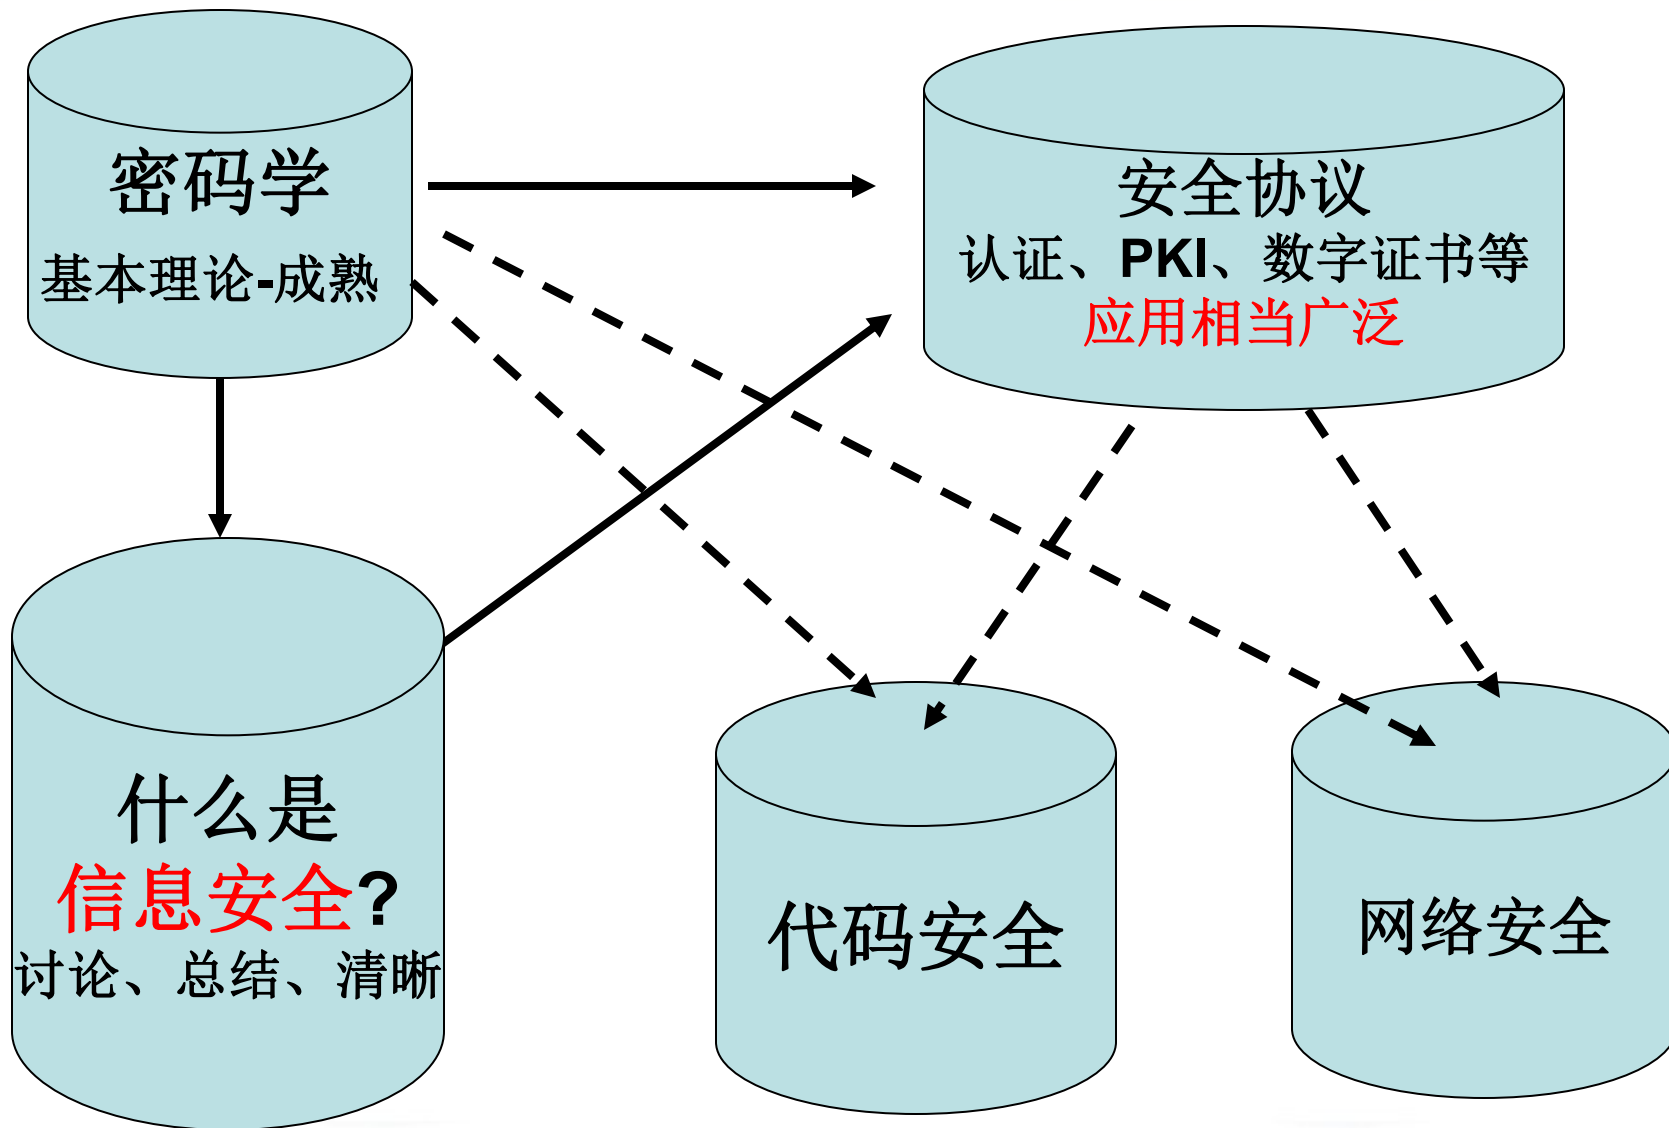 密码学
基本理论-成熟
安全协议
认证、PKI、数字证书等
应用相当广泛
什么是
信息安全?
讨论、总结、清晰
代码安全
网络安全